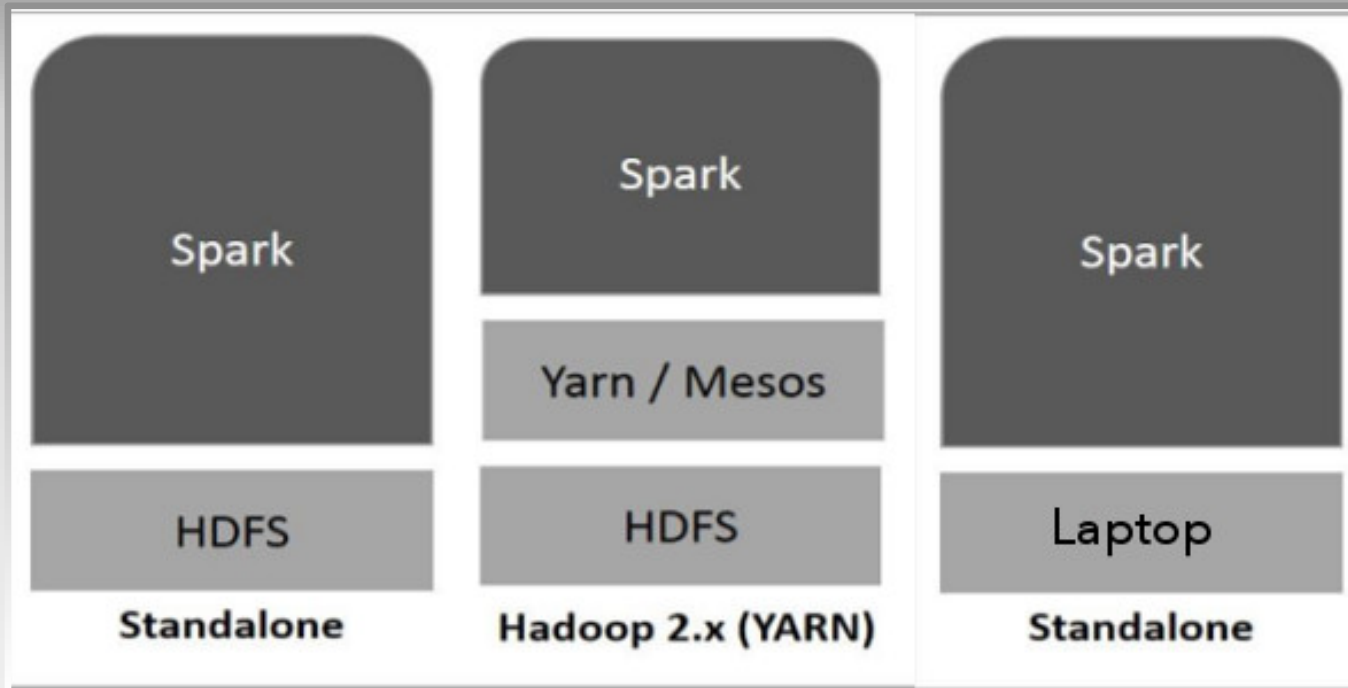 Spark
HDFS
Standalone
Spark
Yarn / Mesos
HDFS
Hadoop 2.x (YARN)
Spark
Laptop
Standalone